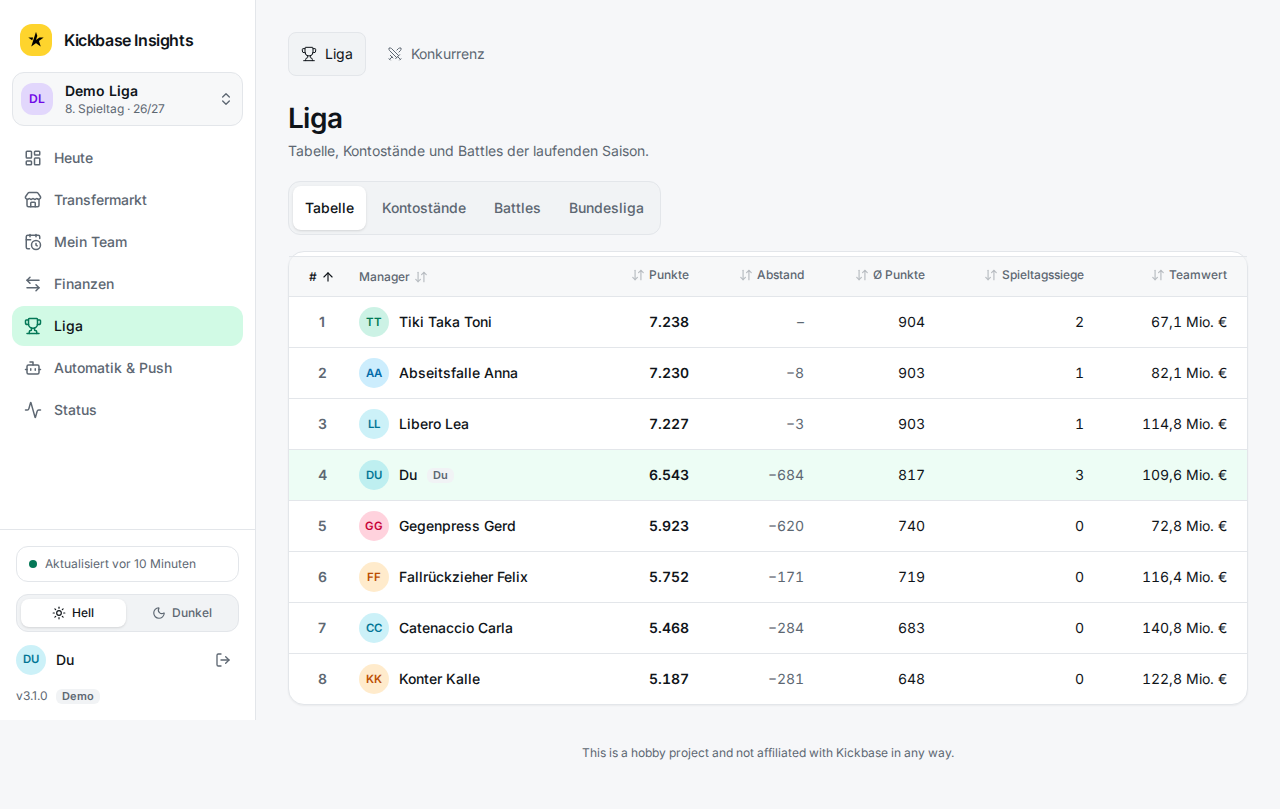 Kickbase Insights
DL
Demo Liga
8. Spieltag · 26/27
Heute
Transfermarkt
Mein Team
Finanzen
Liga
Automatik & Push
Status
Aktualisiert vor 10 Minuten
Hell
Dunkel
DU
Du
v3.1.0 Demo
Liga
Konkurrenz
Liga
Tabelle, Kontostände und Battles der laufenden Saison.
Tabelle
Kontostände
Battles
Bundesliga
# Manager Punkte Abstand Ø Punkte Spieltagssiege Teamwert
1 TT Tiki Taka Toni 7.238 – 904 2 67,1 Mio. €
2 AA Abseitsfalle Anna 7.230 −8 903 1 82,1 Mio. €
3 LL Libero Lea 7.227 −3 903 1 114,8 Mio. €
4 DU Du Du 6.543 −684 817 3 109,6 Mio. €
5 GG Gegenpress Gerd 5.923 −620 740 0 72,8 Mio. €
6 FF Fallrückzieher Felix 5.752 −171 719 0 116,4 Mio. €
7 CC Catenaccio Carla 5.468 −284 683 0 140,8 Mio. €
8 KK Konter Kalle 5.187 −281 648 0 122,8 Mio. €
This is a hobby project and not affiliated with Kickbase in any way.